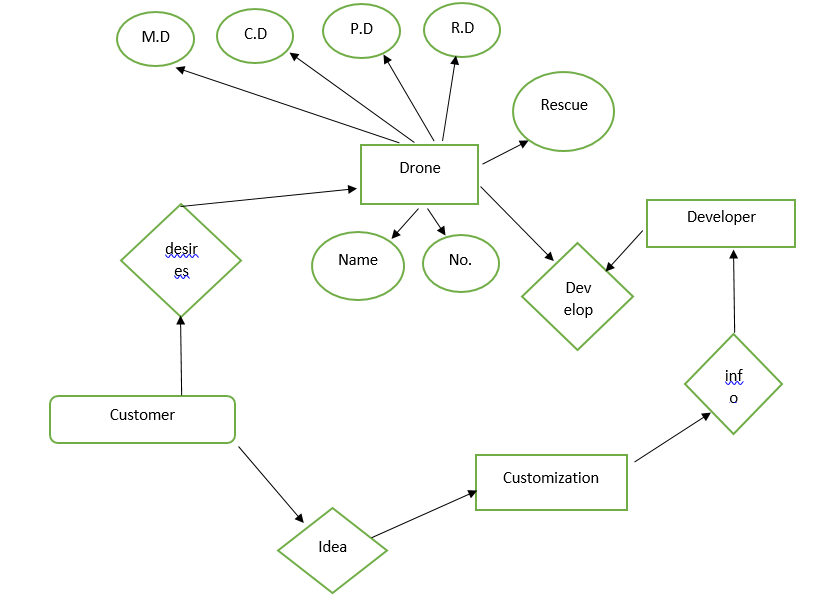 M.D
C.D
P.D
R.D
Rescue
Drone
Developer
desir
es
Name
No.
Dev
elop
inf
o
Customer
Customization
Idea